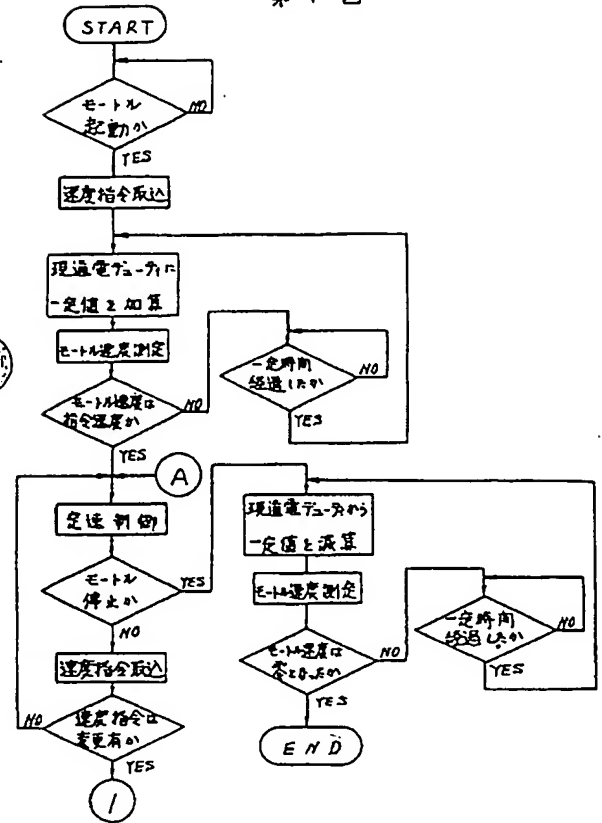 START
モートル
起動か
NO
YES
速度指令取込
現通電デューティに
一定値を加算
モートル速度測定
モートル速度は
指令速度か
NO
YES
一定時間
経過したか
NO
YES
A
定速制御
モートル
停止か
YES
NO
速度指令取込
速度指令は
変更有か
NO
YES
1
現通電デューティから
一定値を減算
モートル速度測定
モートル速度は
零となったか
NO
YES
一定時間
経過したか
NO
YES
END